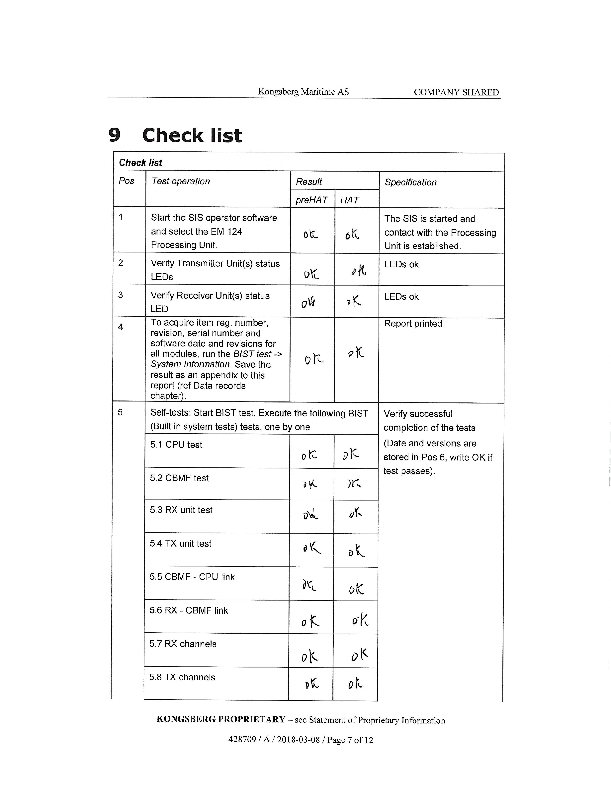 Kongsberg Maritime AS COMPANY SHARED
9 Check list
Check list
Pos Test operation Result Specification
preHAT HAT
1 Start the SIS operator software
and select the EM 124
Processing Unit.
OK OK
The SIS is started and
contact with the Processing
Unit is established.
2 Verify Transmitter Unit(s) status
LEDs
OK OK
LEDs ok
3 Verify Receiver Unit(s) status
LED
OK OK
LEDs ok
4 To acquire item reg. number,
revision, serial number and
software date and revisions for
all modules, run the BIST test ->
System Information. Save the
result as an appendix to this
report (ref Data records
chapter).
OK OK
Report printed
5 Self-tests: Start BIST test. Execute the following BIST
(Built in system tests) tests, one by one
Verify successful
completion of the tests
(Date and versions are
stored in Pos 6, write OK if
test passes).
5.1 CPU test OK OK
5.2 CBMF test OK OK
5.3 RX unit test OK OK
5.4 TX unit test OK OK
5.5 CBMF - CPU link OK OK
5.6 RX - CBMF link OK OK
5.7 RX channels OK OK
5.8 TX channels OK OK
KONGSBERG PROPRIETARY – see Statement of Proprietary Information
428709 / A / 2018-03-08 / Page 7 of 12